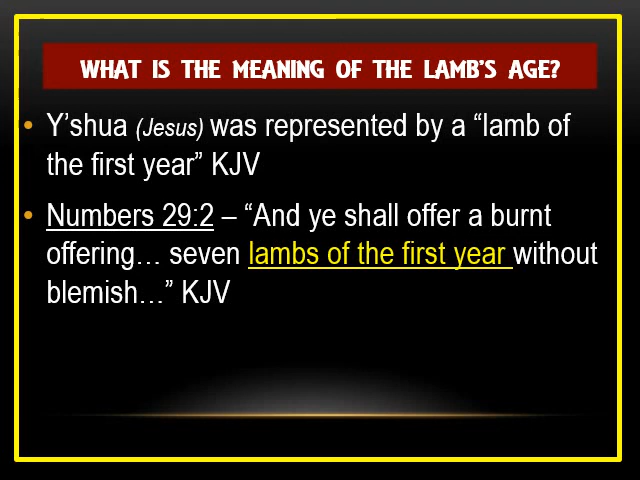 WHAT IS THE MEANING OF THE LAMB'S AGE?
• Y'shua (Jesus) was represented by a “lamb of
the first year” KJV
• Numbers 29:2 – “And ye shall offer a burnt
offering… seven lambs of the first year without
blemish…” KJV